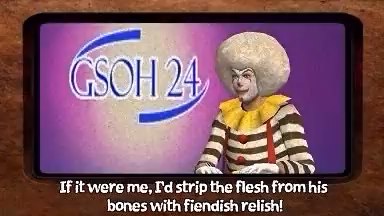 GSOH 24
If it were me, I'd strip the flesh from his
bones with fiendish relish!